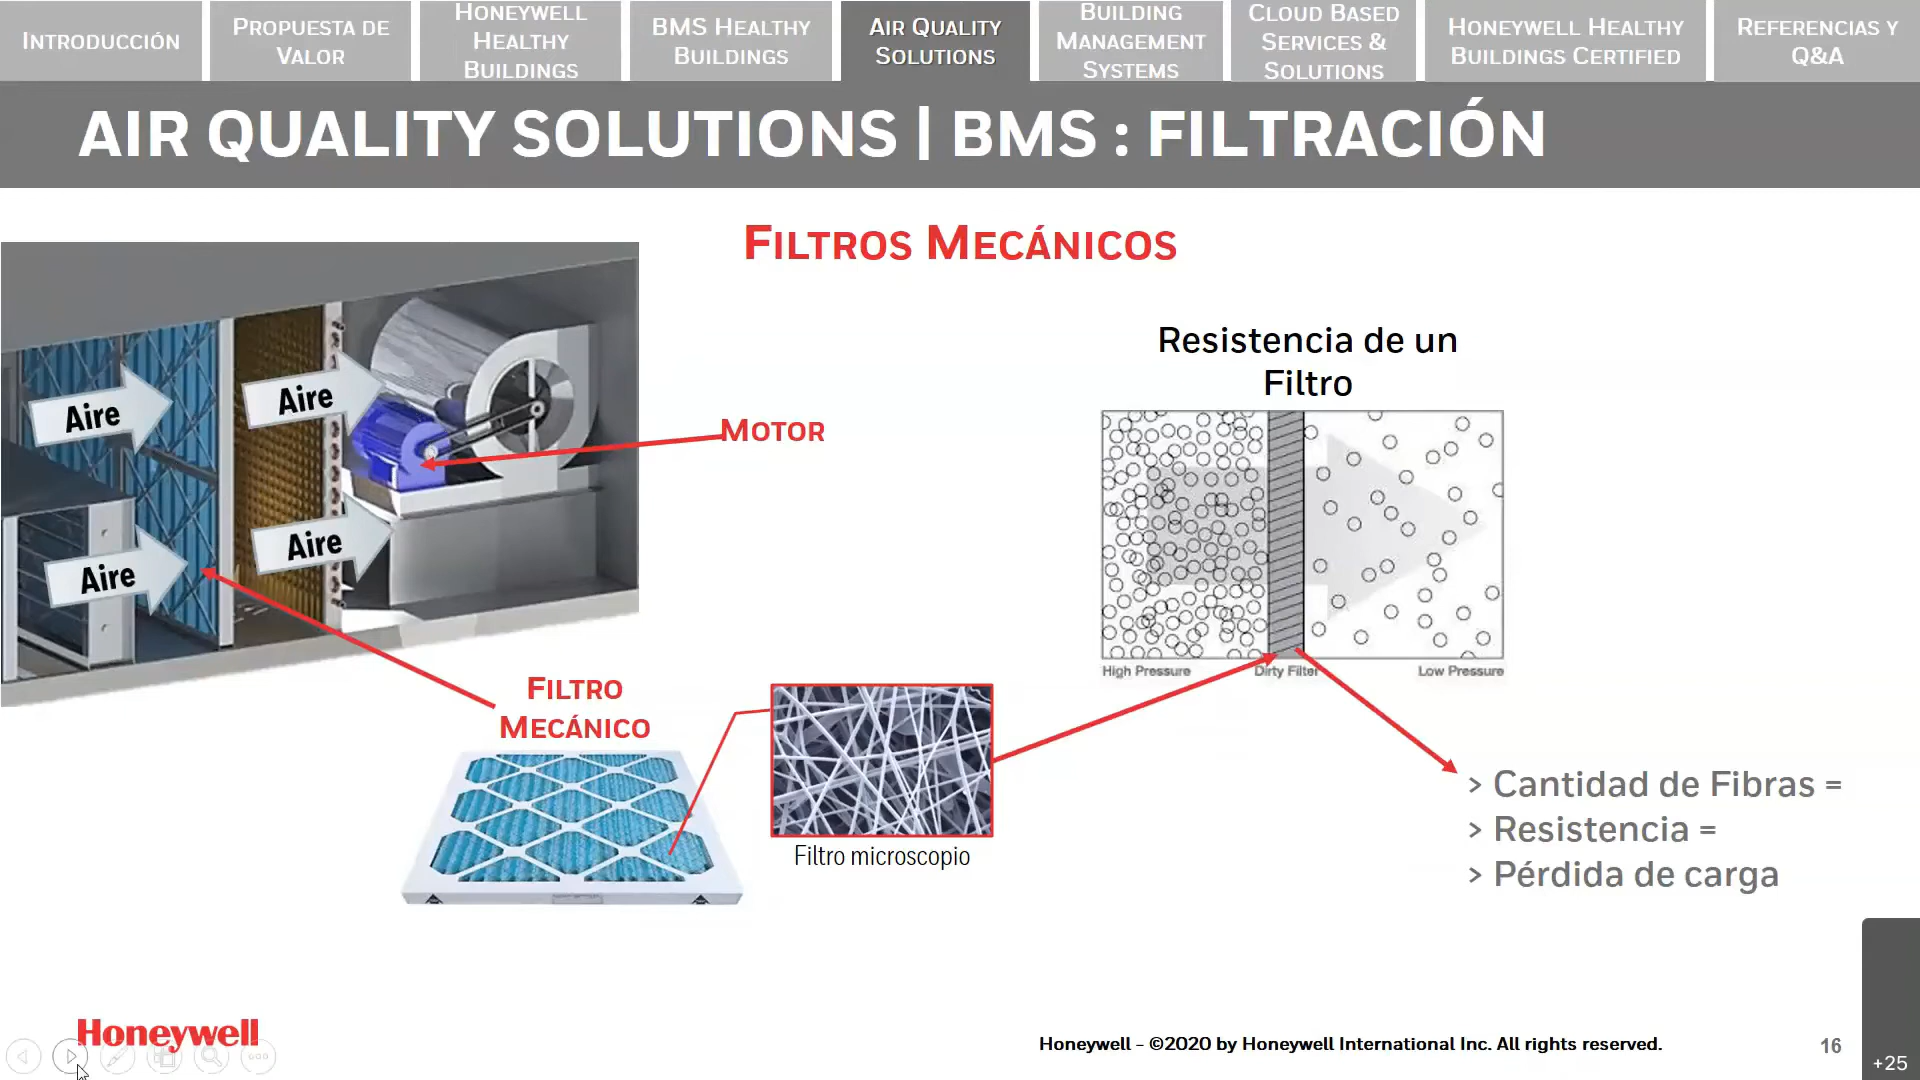 INTRODUCCIÓN
PROPUESTA DE
VALOR
HONEYWELL
HEALTHY
BUILDINGS
BMS HEALTHY
BUILDINGS
AIR QUALITY
SOLUTIONS
BUILDING
MANAGEMENT
SYSTEMS
CLOUD BASED
SERVICES &
SOLUTIONS
HONEYWELL HEALTHY
BUILDINGS CERTIFIED
REFERENCIAS Y
Q&A
AIR QUALITY SOLUTIONS | BMS : FILTRACIÓN
FILTROS MECÁNICOS
Aire
Aire
Aire
Aire
MOTOR
FILTRO
MECÁNICO
Filtro microscopio
Resistencia de un
Filtro
High Pressure
Dirty Filter
Low Pressure
> Cantidad de Fibras =
> Resistencia =
> Pérdida de carga
Honeywell
Honeywell - ©2020 by Honeywell International Inc. All rights reserved.
16
+25